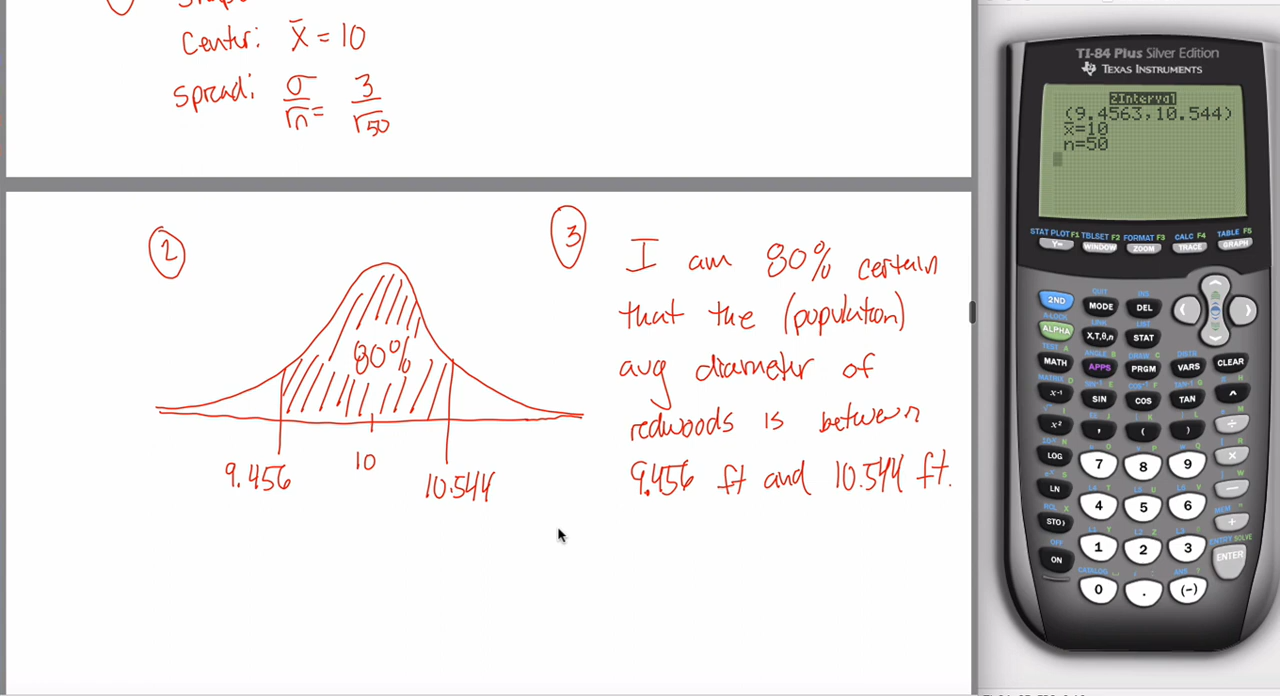 Center: x̄ = 10
Spread: σ/√n = 3/√50
②
80%
9.456
10
10.544
③
I am 80% certain
that the (population)
avg diameter of
redwoods is between
9.456 ft and 10.544 ft.
TI-84 Plus Silver Edition
TEXAS INSTRUMENTS
ZInterval
(9.4563,10.544)
x̄=10
n=50
STAT PLOT F1 TBLSET F2 FORMAT F3 CALC F4 TABLE F5
Y= WINDOW ZOOM TRACE GRAPH
QUIT INS
2ND MODE DEL
A-LOCK LINK LIST
ALPHA X,T,θ,n STAT
TEST A ANGLE B DRAW C DISTR
MATH APPS PRGM VARS CLEAR
MATRIX D SIN⁻¹ E COS⁻¹ F TAN⁻¹ G π H
x⁻¹ SIN COS TAN ^
x² , ( ) ÷
LOG 7 8 9 ×
LN 4 5 6 −
RCL X
STO▸ 1 2 3 +
OFF ENTRY SOLVE
ON 0 . (-) ENTER
CATALOG